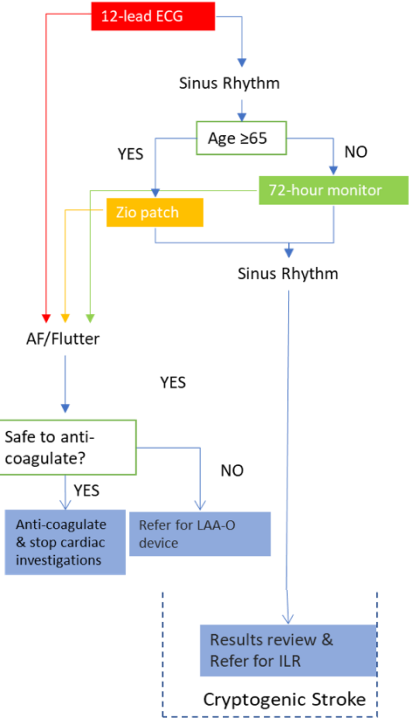 12-lead ECG
Sinus Rhythm
Age ≥65
YES
NO
72-hour monitor
Zio patch
Sinus Rhythm
AF/Flutter
YES
Safe to anti-
coagulate?
NO
YES
Anti-coagulate
& stop cardiac
investigations
Refer for LAA-O
device
Results review &
Refer for ILR
Cryptogenic Stroke